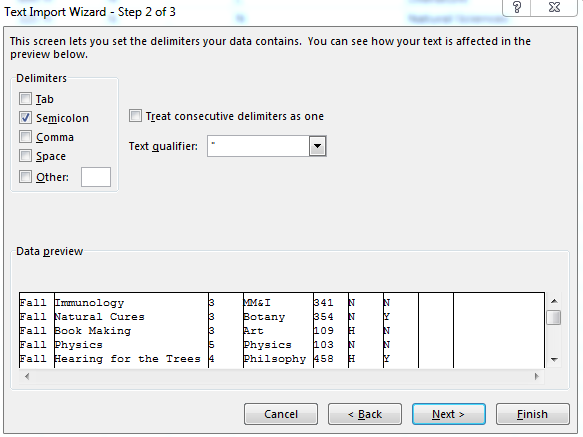 Text Import Wizard - Step 2 of 3
This screen lets you set the delimiters your data contains.  You can see how your text is affected in the
preview below.
Delimiters
Tab
Semicolon
Comma
Space
Other:
Treat consecutive delimiters as one
Text qualifier: "
Data preview
Fall Immunology 3 MM&I 341 N N
Fall Natural Cures 3 Botany 354 N Y
Fall Book Making 3 Art 109 H N
Fall Physics 5 Physics 103 N N
Fall Hearing for the Trees 4 Philsophy 458 H Y
Cancel < Back Next > Finish